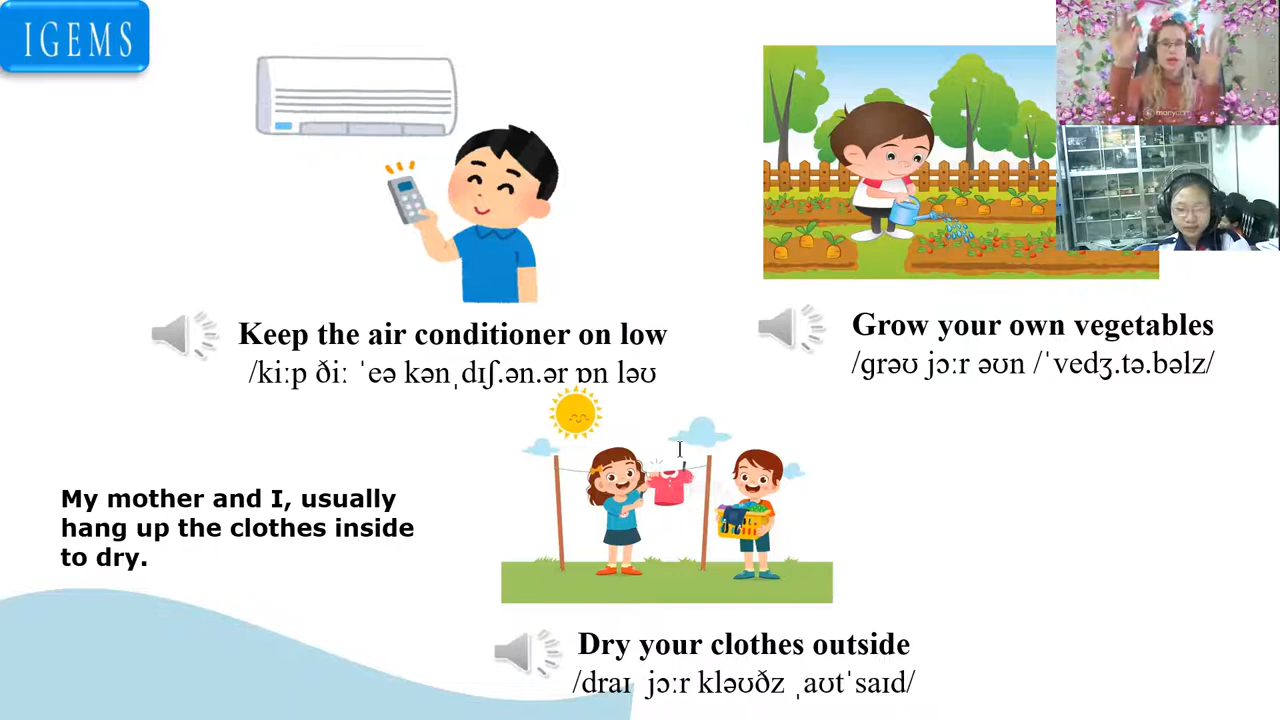 IGEMS
manycam
Keep the air conditioner on low
/kiːp ðiː ˈeə kənˌdɪʃ.ən.ər ɒn ləʊ
Grow your own vegetables
/ɡrəʊ jɔːr əʊn /ˈvedʒ.tə.bəlz/
My mother and I, usually
hang up the clothes inside
to dry.
Dry your clothes outside
/draɪ jɔːr kləʊðz ˌaʊtˈsaɪd/